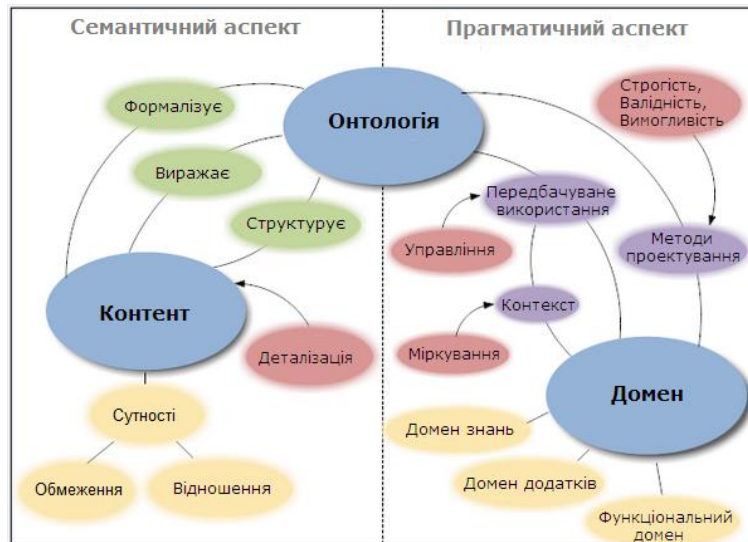 Семантичний аспект
Прагматичний аспект
Формалізує
Онтологія
Строгість,
Валідність,
Вимогливість
Виражає
Передбачуване
використання
Структурує
Управління
Методи
проектування
Контент
Контекст
Деталізація
Міркування
Домен
Сутності
Домен знань
Обмеження
Відношення
Домен додатків
Функціональний
домен